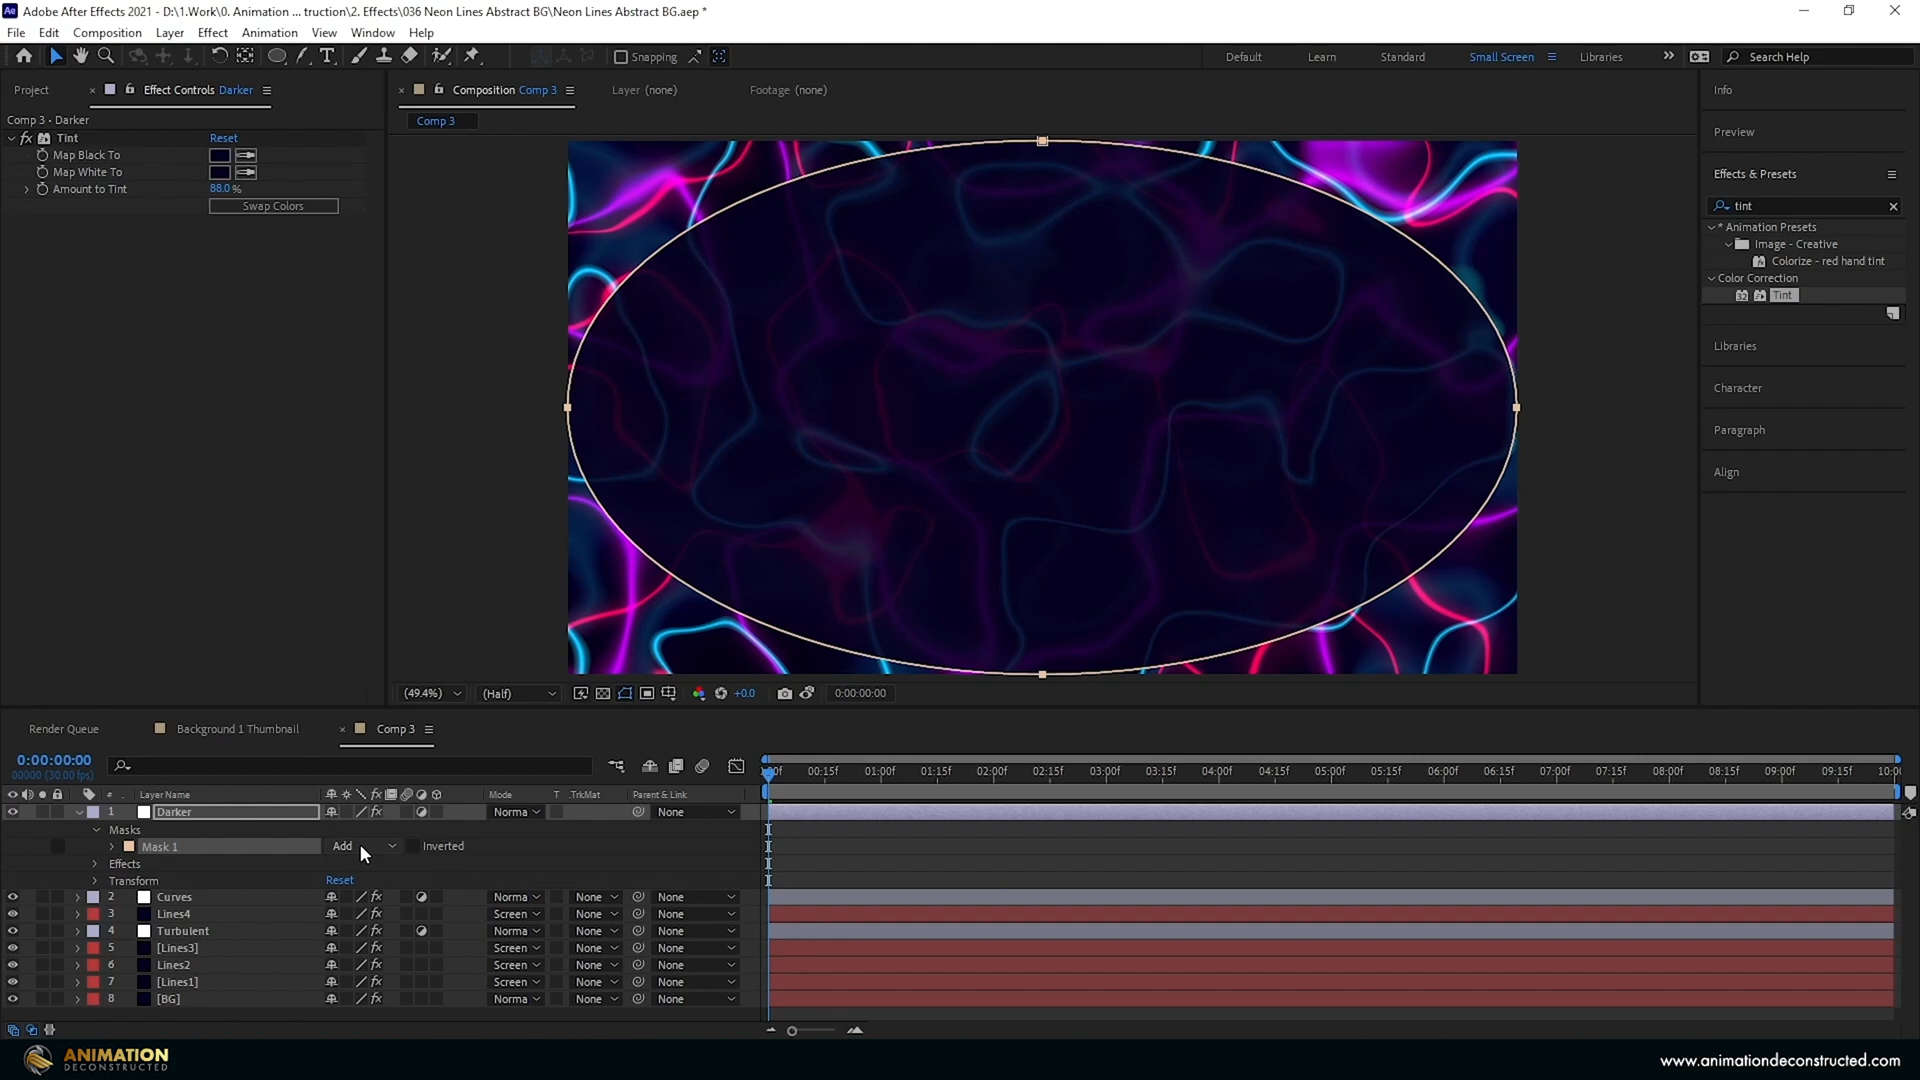 Adobe After Effects 2021 - D:\1.Work\0. Animation ... truction\2. Effects\036 Neon Lines Abstract BG\Neon Lines Abstract BG.aep *
File Edit Composition Layer Effect Animation View Window Help
Snapping Default Learn Standard Small Screen Libraries Search Help
Project Effect Controls Darker Composition Comp 3 Layer (none) Footage (none) Info
Comp 3 • Darker Comp 3
fx Tint Reset
Map Black To
Map White To
Amount to Tint 88.0 %
Swap Colors
Preview
Effects & Presets
tint
* Animation Presets
Image - Creative
Colorize - red hand tint
Color Correction
32 Tint
Libraries
Character
Paragraph
Align
(49.4%) (Half) +0.0 0:00:00:00
Render Queue Background 1 Thumbnail Comp 3
0:00:00:00
00000 (30.00 fps)
00:15f 01:00f 01:15f 02:00f 02:15f 03:00f 03:15f 04:00f 04:15f 05:00f 05:15f 06:00f 06:15f 07:00f 07:15f 08:00f 08:15f 09:00f 09:15f 10:0
# Layer Name fx Mode T .TrkMat Parent & Link
1 Darker fx Norma None
Masks
Mask 1 Add Inverted
Effects
Transform Reset
2 Curves fx Norma None None
3 Lines4 fx Screen None None
4 Turbulent fx Norma None None
5 [Lines3] fx Screen None None
6 Lines2 fx Screen None None
7 [Lines1] fx Screen None None
8 [BG] fx Norma None None
ANIMATION
DECONSTRUCTED
www.animationdeconstructed.com